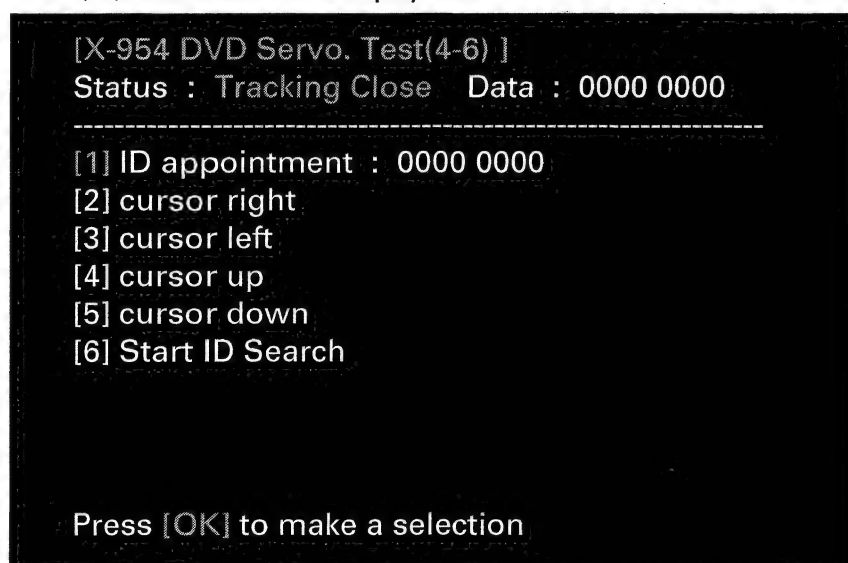 [X-954 DVD Servo. Test(4-6) ]
Status : Tracking Close Data : 0000 0000
----------------------------------------------------------------
[1] ID appointment : 0000 0000
[2] cursor right
[3] cursor left
[4] cursor up
[5] cursor down
[6] Start ID Search
Press [OK] to make a selection